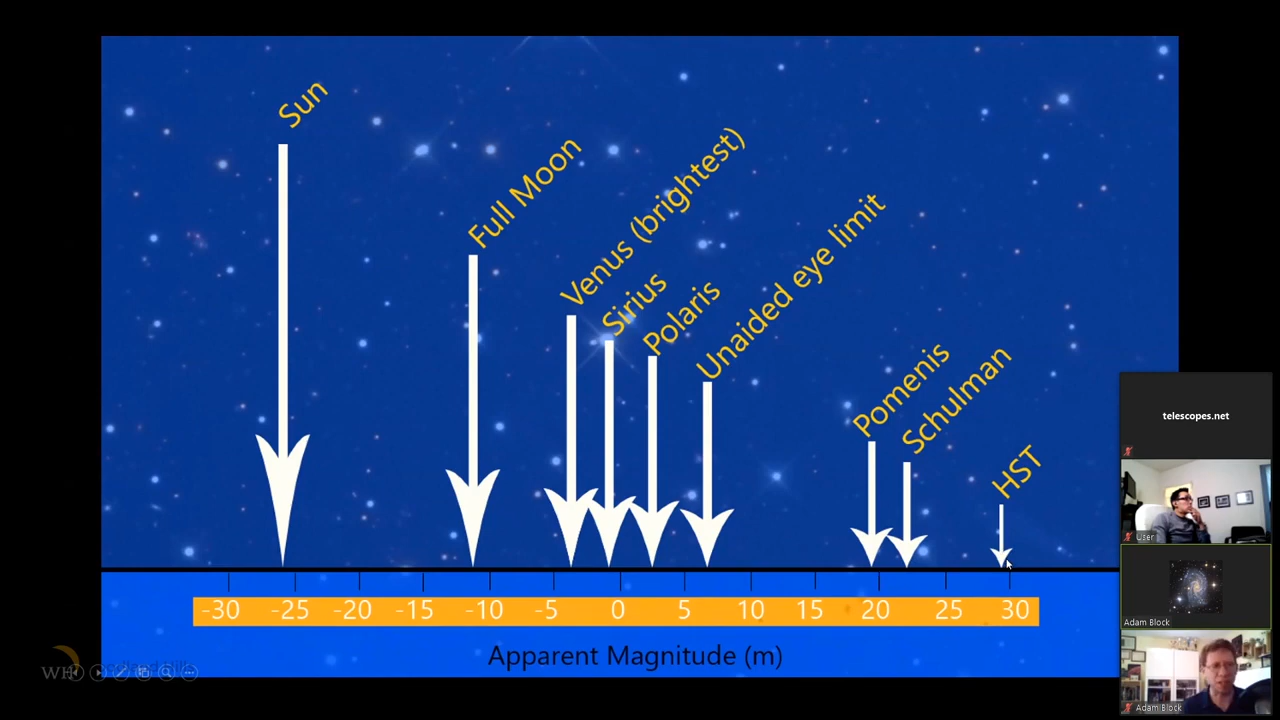 Sun
Full Moon
Venus (brightest)
Sirius
Polaris
Unaided eye limit
Pomenis
Schulman
HST
-30 -25 -20 -15 -10 -5 0 5 10 15 20 25 30
Apparent Magnitude (m)
telescopes.net
User
Adam Block
Adam Block